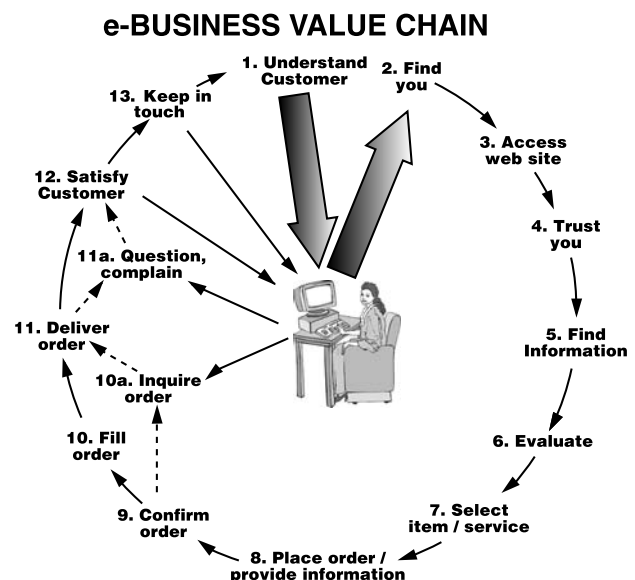 e-BUSINESS VALUE CHAIN
1. Understand
Customer
2. Find
you
3. Access
web site
4. Trust
you
5. Find
Information
6. Evaluate
7. Select
item / service
8. Place order /
provide information
9. Confirm
order
10. Fill
order
10a. Inquire
order
11. Deliver
order
11a. Question,
complain
12. Satisfy
Customer
13. Keep in
touch